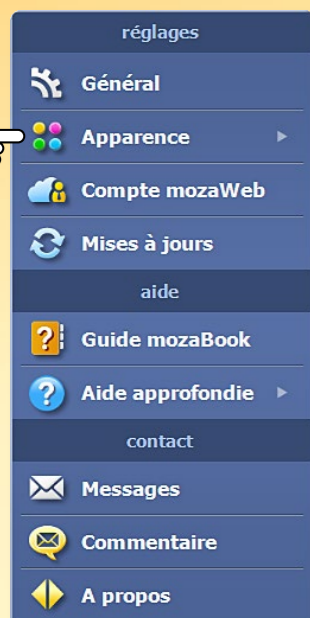 réglages
Général
Apparence
Compte mozaWeb
Mises à jours
aide
Guide mozaBook
Aide approfondie
contact
Messages
Commentaire
A propos